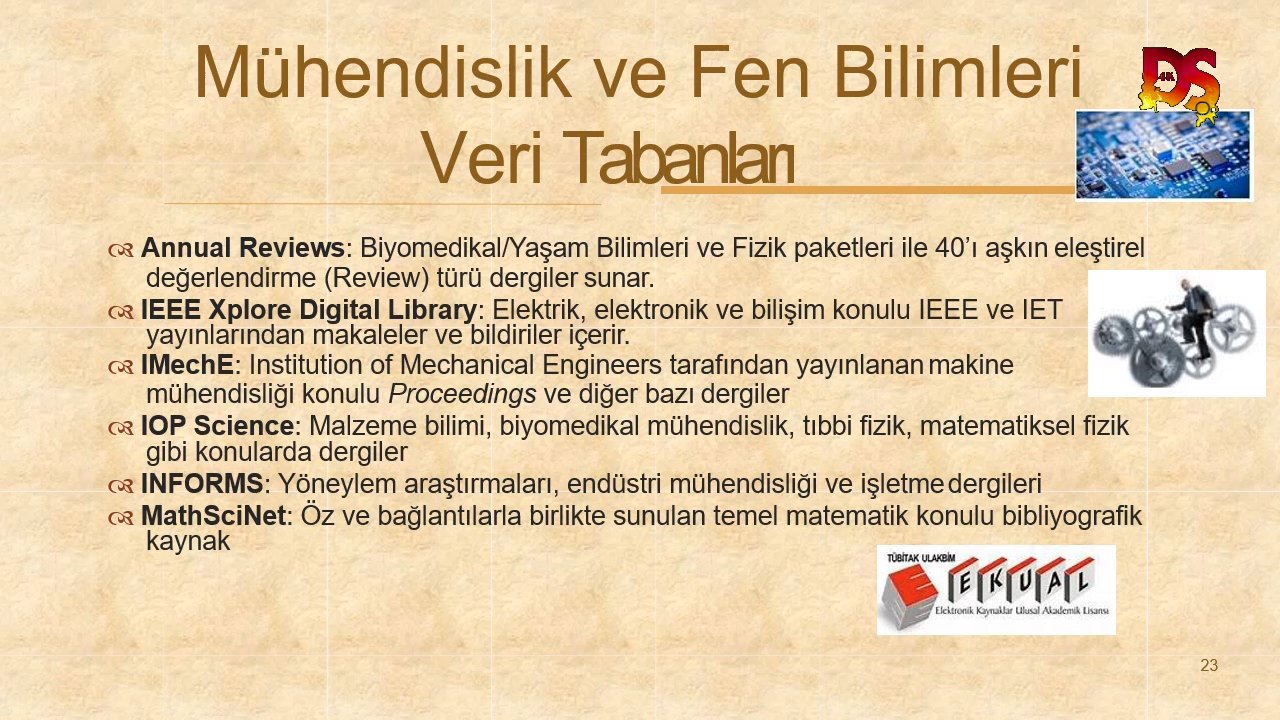 Mühendislik ve Fen Bilimleri
Veri Tabanları
DS
4K
Annual Reviews: Biyomedikal/Yaşam Bilimleri ve Fizik paketleri ile 40’ı aşkın eleştirel
değerlendirme (Review) türü dergiler sunar.
IEEE Xplore Digital Library: Elektrik, elektronik ve bilişim konulu IEEE ve IET
yayınlarından makaleler ve bildiriler içerir.
IMechE: Institution of Mechanical Engineers tarafından yayınlanan makine
mühendisliği konulu Proceedings ve diğer bazı dergiler
IOP Science: Malzeme bilimi, biyomedikal mühendislik, tıbbi fizik, matematiksel fizik
gibi konularda dergiler
INFORMS: Yöneylem araştırmaları, endüstri mühendisliği ve işletme dergileri
MathSciNet: Öz ve bağlantılarla birlikte sunulan temel matematik konulu bibliyografik
kaynak
TÜBİTAK ULAKBİM
EKUAL
Elektronik Kaynaklar Ulusal Akademik Lisansı
23